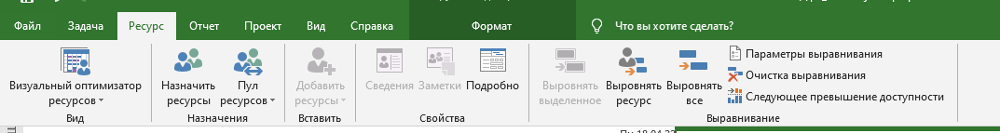 Файл Задача Ресурс Отчет Проект Вид Справка Формат Что вы хотите сделать?
Визуальный оптимизатор ресурсов
Вид
Назначить ресурсы
Пул ресурсов
Назначения
Добавить ресурсы
Вставить
Сведения Заметки Подробно
Свойства
Выровнять выделенное
Выровнять ресурс
Выровнять все
Параметры выравнивания
Очистка выравнивания
Следующее превышение доступности
Выравнивание